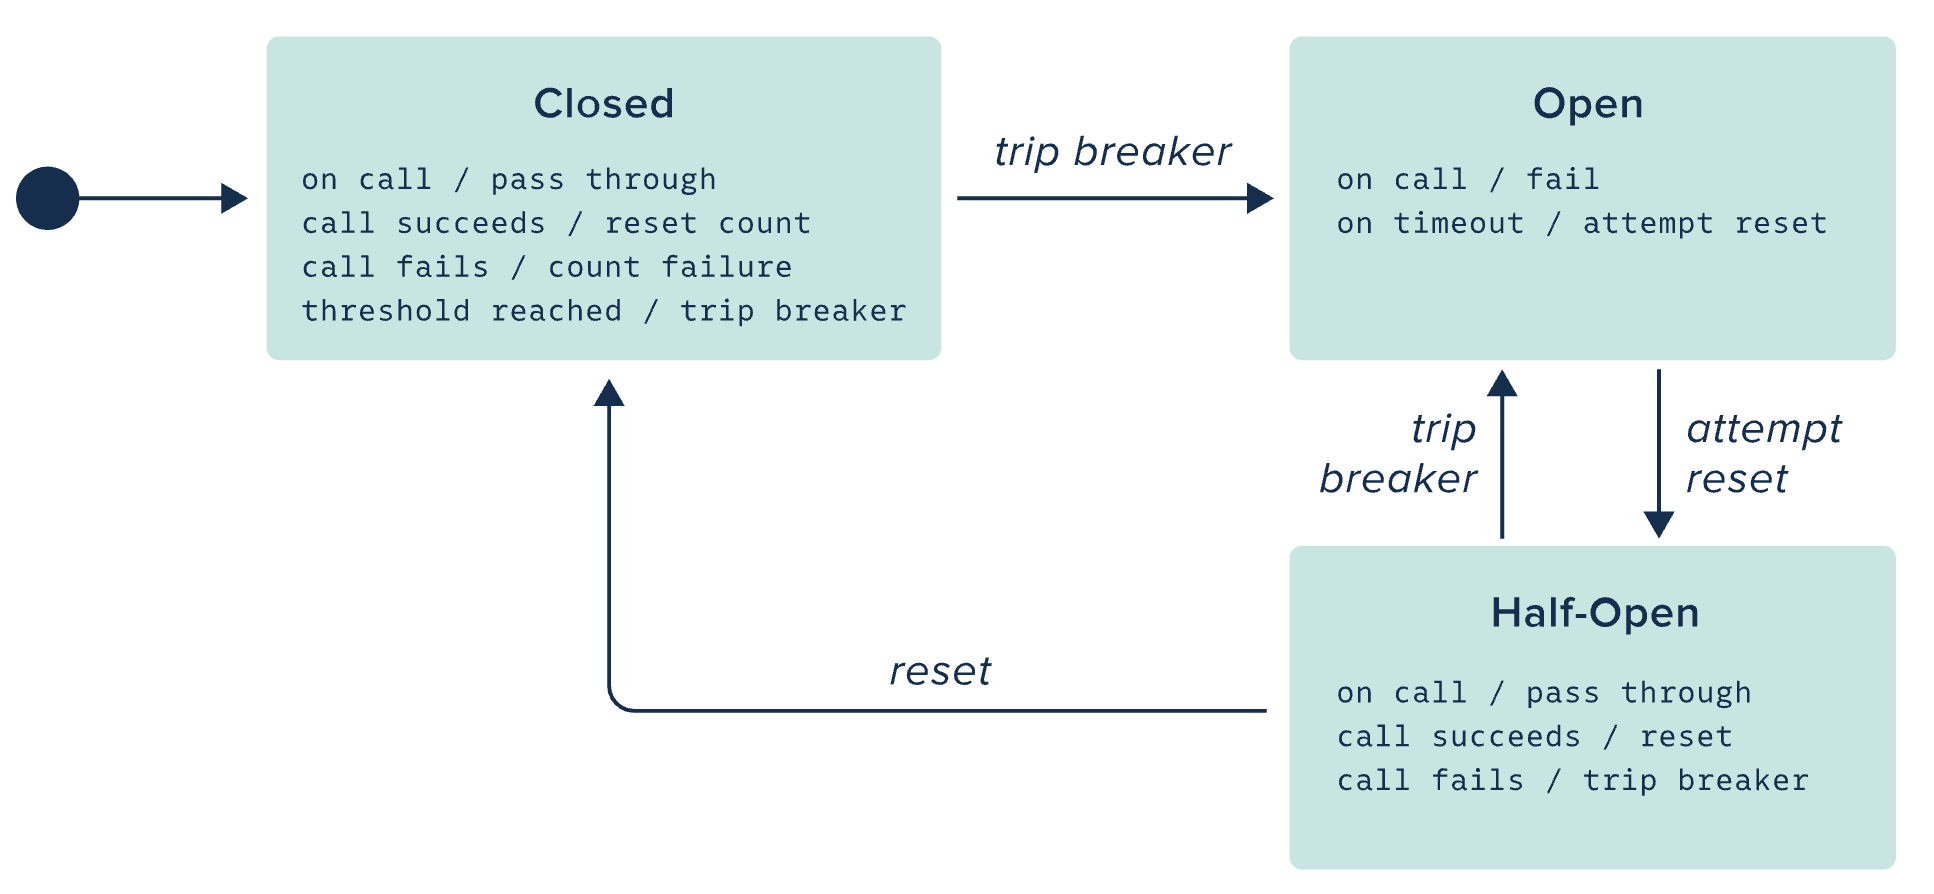 Closed
on call / pass through
call succeeds / reset count
call fails / count failure
threshold reached / trip breaker
trip breaker
Open
on call / fail
on timeout / attempt reset
trip
breaker
attempt
reset
reset
Half-Open
on call / pass through
call succeeds / reset
call fails / trip breaker